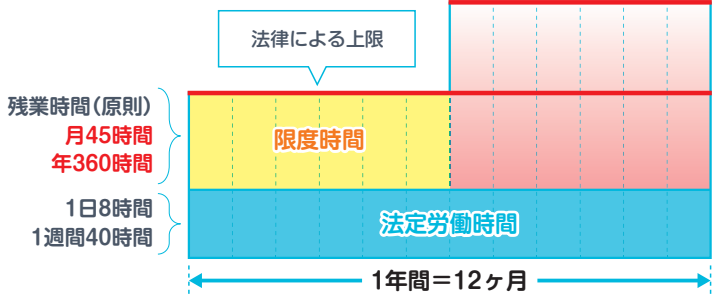 法律による上限
残業時間(原則)
月45時間
年360時間
限度時間
1日8時間
1週間40時間
法定労働時間
1年間=12ヶ月